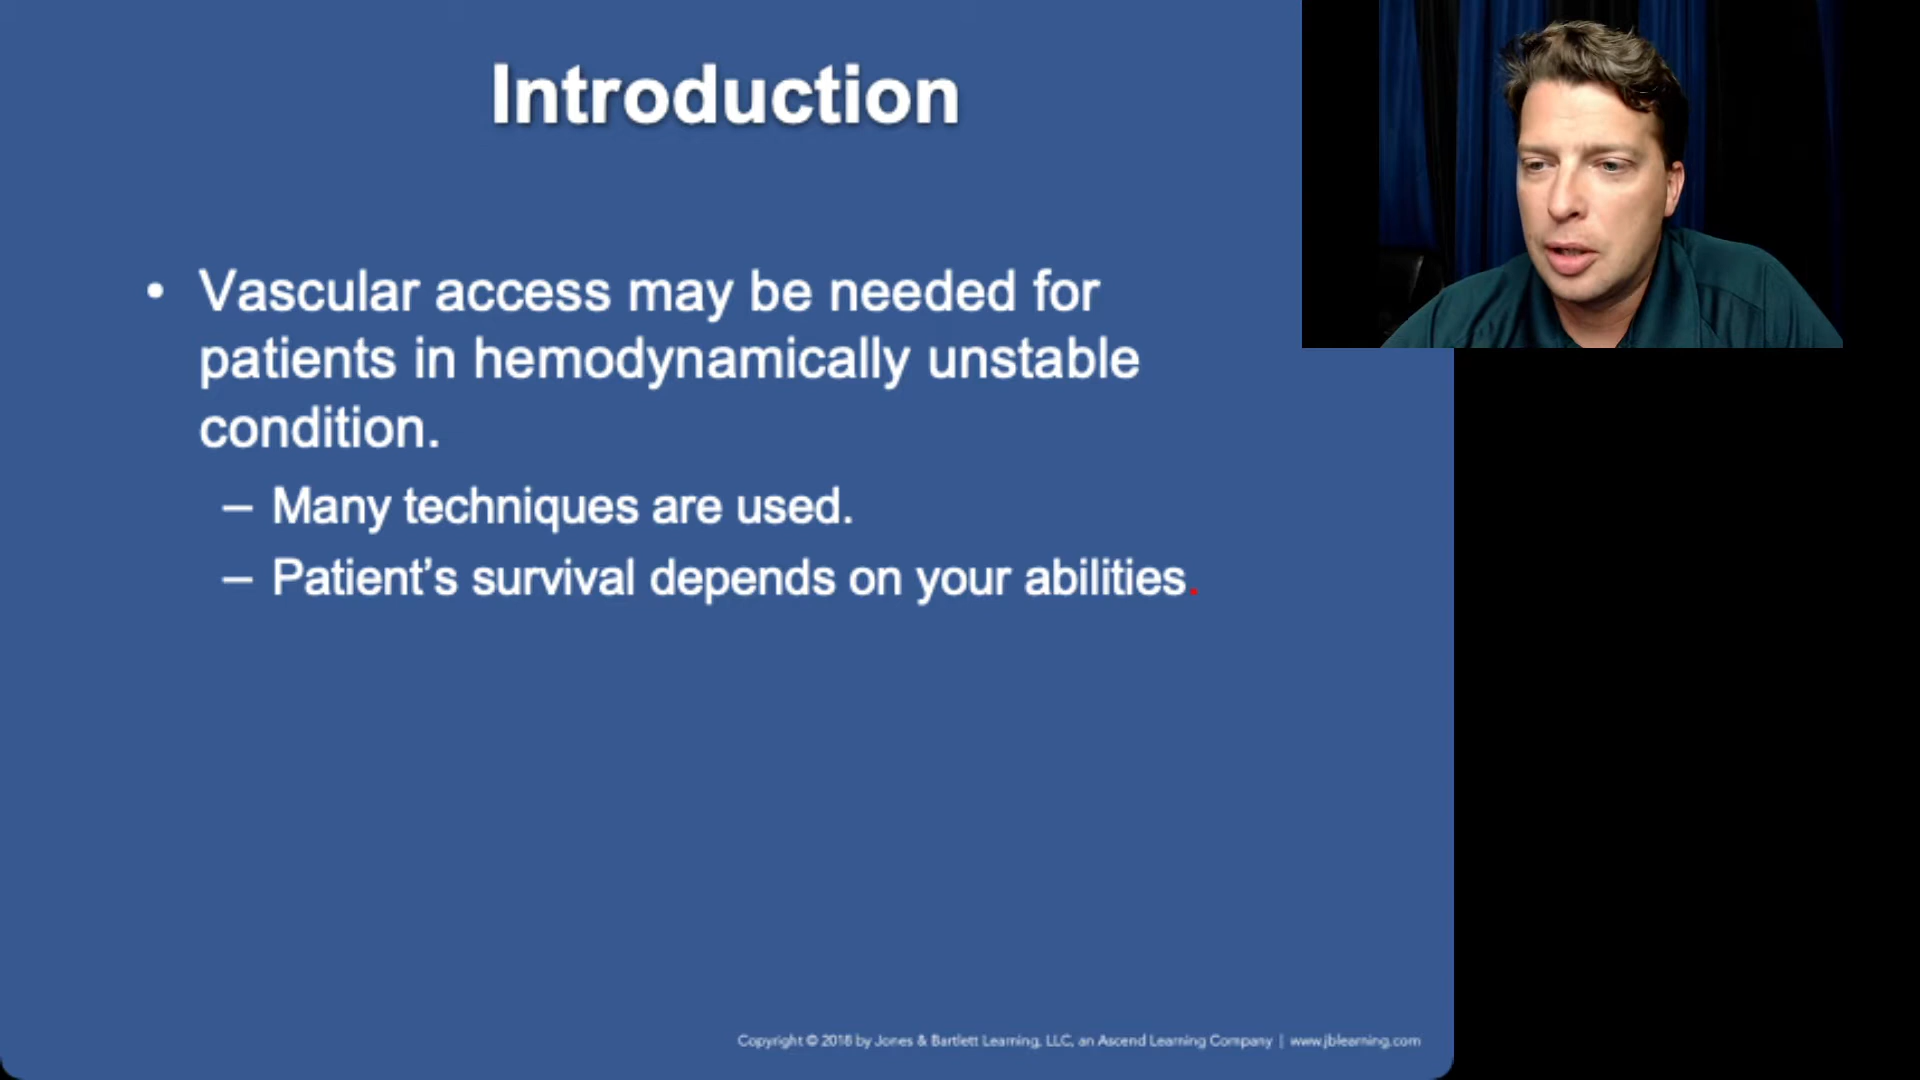 Introduction
• Vascular access may be needed for
patients in hemodynamically unstable
condition.
– Many techniques are used.
– Patient’s survival depends on your abilities.
Copyright © 2018 by Jones & Bartlett Learning, LLC, an Ascend Learning Company | www.jblearning.com